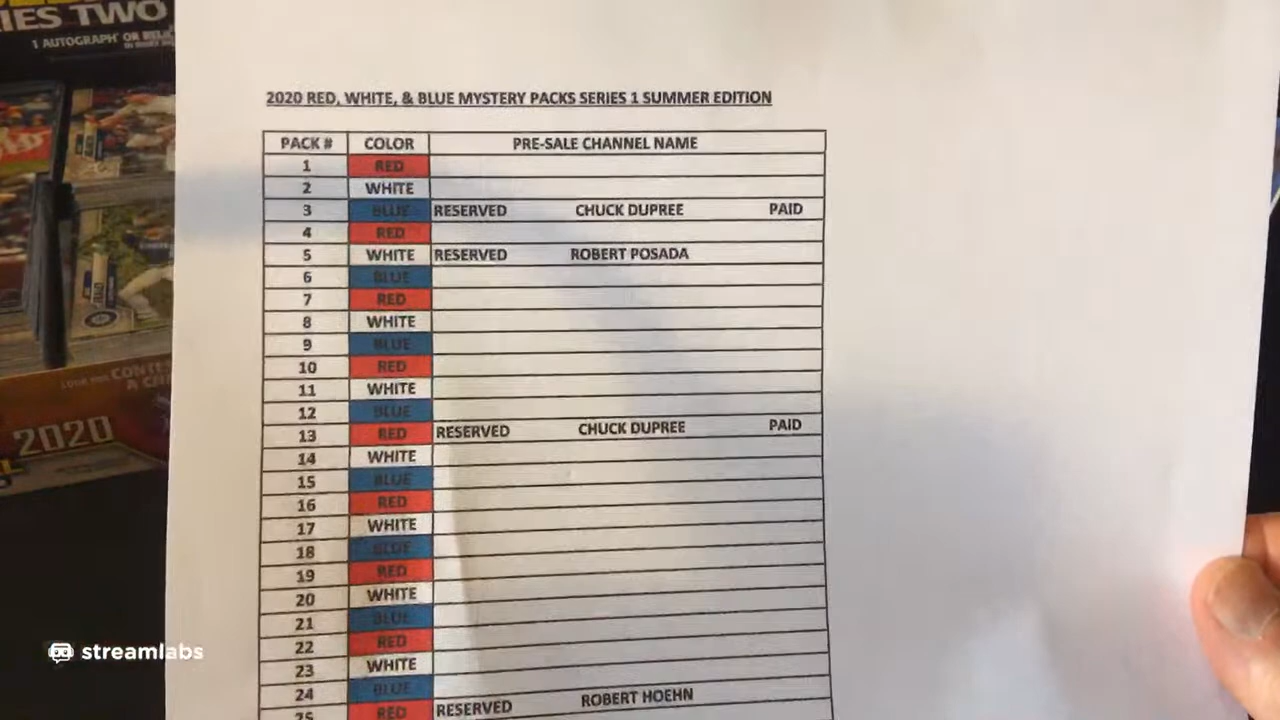 IES TWO
1 AUTOGRAPH OR
2020 RED, WHITE, & BLUE MYSTERY PACKS SERIES 1 SUMMER EDITION
PACK # COLOR PRE-SALE CHANNEL NAME
1 RED
2 WHITE
3 BLUE RESERVED CHUCK DUPREE PAID
4 RED
5 WHITE RESERVED ROBERT POSADA
6 BLUE
7 RED
8 WHITE
9 BLUE
10 RED
11 WHITE
12 BLUE
13 RED RESERVED CHUCK DUPREE PAID
14 WHITE
15 BLUE
16 RED
17 WHITE
18 BLUE
19 RED
20 WHITE
21 BLUE
22 RED
23 WHITE
24 BLUE
25 RED RESERVED ROBERT HOEHN
2020
streamlabs